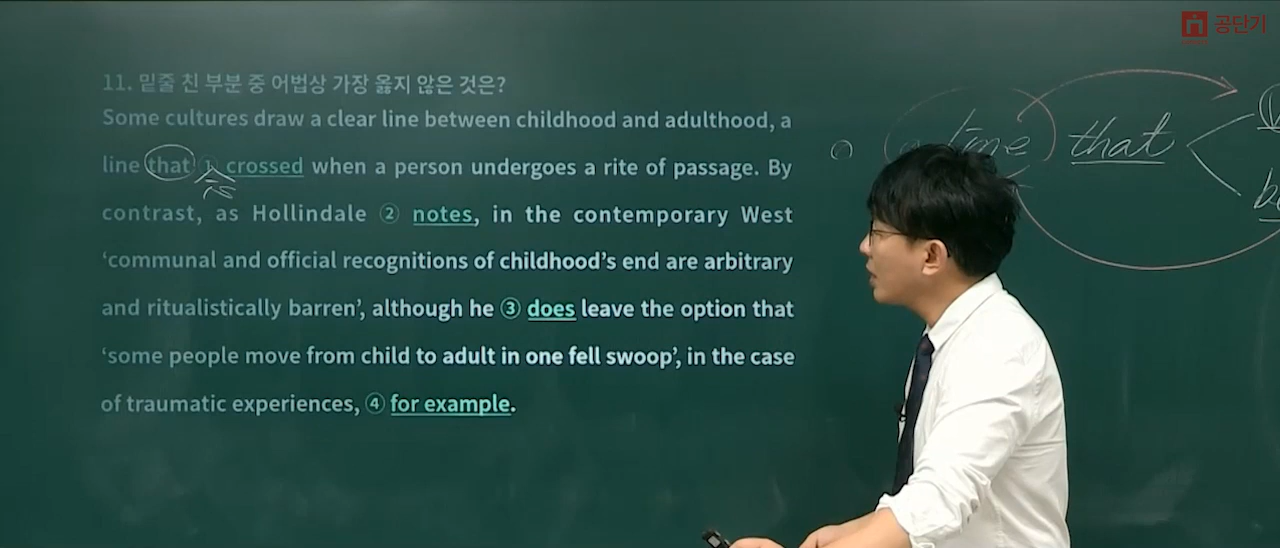 공단기
11. 밑줄 친 부분 중 어법상 가장 옳지 않은 것은?
Some cultures draw a clear line between childhood and adulthood, a
line that ① crossed when a person undergoes a rite of passage. By
contrast, as Hollindale ② notes, in the contemporary West
‘communal and official recognitions of childhood’s end are arbitrary
and ritualistically barren’, although he ③ does leave the option that
‘some people move from child to adult in one fell swoop’, in the case
of traumatic experiences, ④ for example.
that